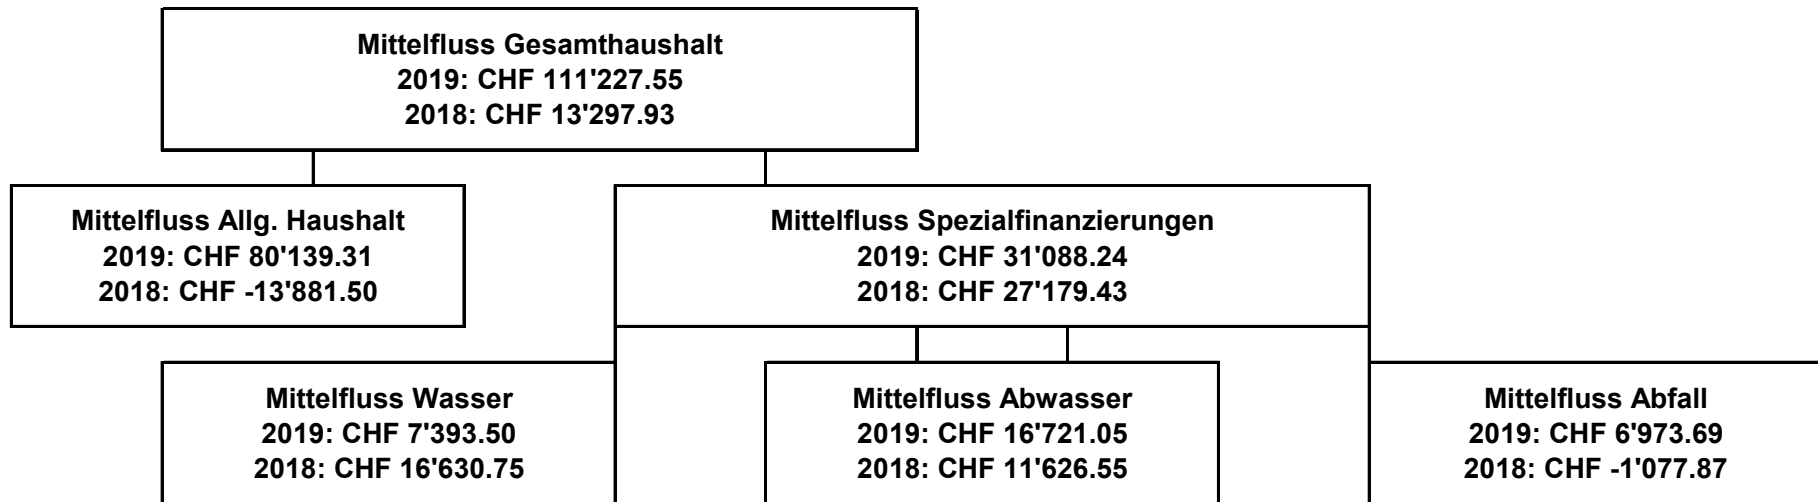 Mittelfluss Gesamthaushalt
2019: CHF 111'227.55
2018: CHF 13'297.93
Mittelfluss Allg. Haushalt
2019: CHF 80'139.31
2018: CHF -13'881.50
Mittelfluss Spezialfinanzierungen
2019: CHF 31'088.24
2018: CHF 27'179.43
Mittelfluss Wasser
2019: CHF 7'393.50
2018: CHF 16'630.75
Mittelfluss Abwasser
2019: CHF 16'721.05
2018: CHF 11'626.55
Mittelfluss Abfall
2019: CHF 6'973.69
2018: CHF -1'077.87